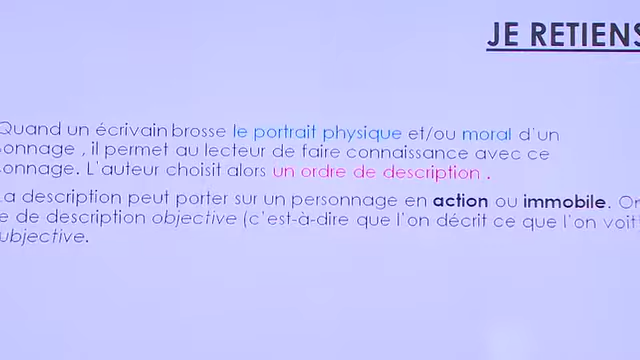 JE RETIENS
Quand un écrivain brosse le portrait physique et/ou moral d'un
sonnage , il permet au lecteur de faire connaissance avec ce
onnage. L'auteur choisit alors un ordre de description .
La description peut porter sur un personnage en action ou immobile. On
e de description objective (c'est-à-dire que l'on décrit ce que l'on voit)
ubjective.